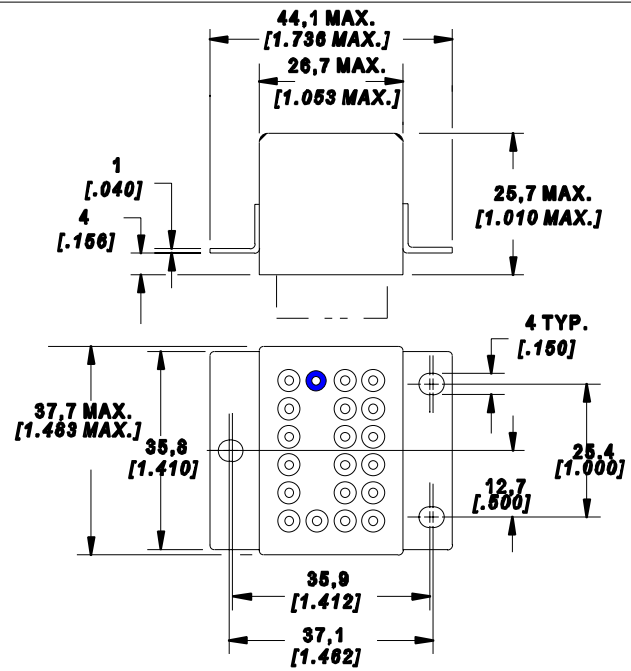 44,1 MAX.
[1.736 MAX.]
26,7 MAX.
[1.053 MAX.]
1
[.040]
4
[.156]
25,7 MAX.
[1.010 MAX.]
4 TYP.
[.150]
37,7 MAX.
[1.483 MAX.]
35,8
[1.410]
25,4
[1.000]
12,7
[.500]
35,9
[1.412]
37,1
[1.462]